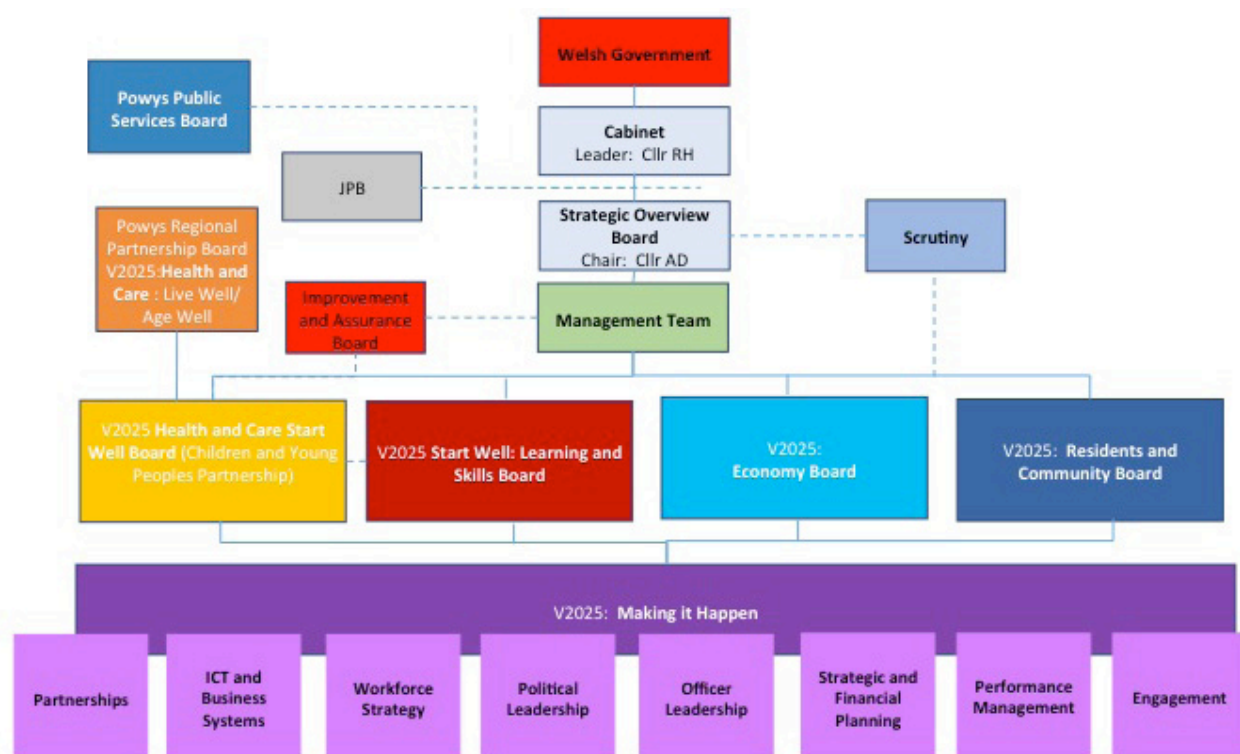 Welsh Government
Powys Public
Services Board
Cabinet
Leader: Cllr RH
JPB
Strategic Overview
Board
Chair: Cllr AD
Scrutiny
Powys Regional
Partnership Board
V2025:Health and
Care : Live Well/
Age Well
Improvement
and Assurance
Board
Management Team
V2025 Health and Care Start
Well Board (Children and Young
Peoples Partnership)
V2025 Start Well: Learning and
Skills Board
V2025:
Economy Board
V2025: Residents and
Community Board
V2025: Making it Happen
Partnerships
ICT and
Business
Systems
Workforce
Strategy
Political
Leadership
Officer
Leadership
Strategic and
Financial
Planning
Performance
Management
Engagement